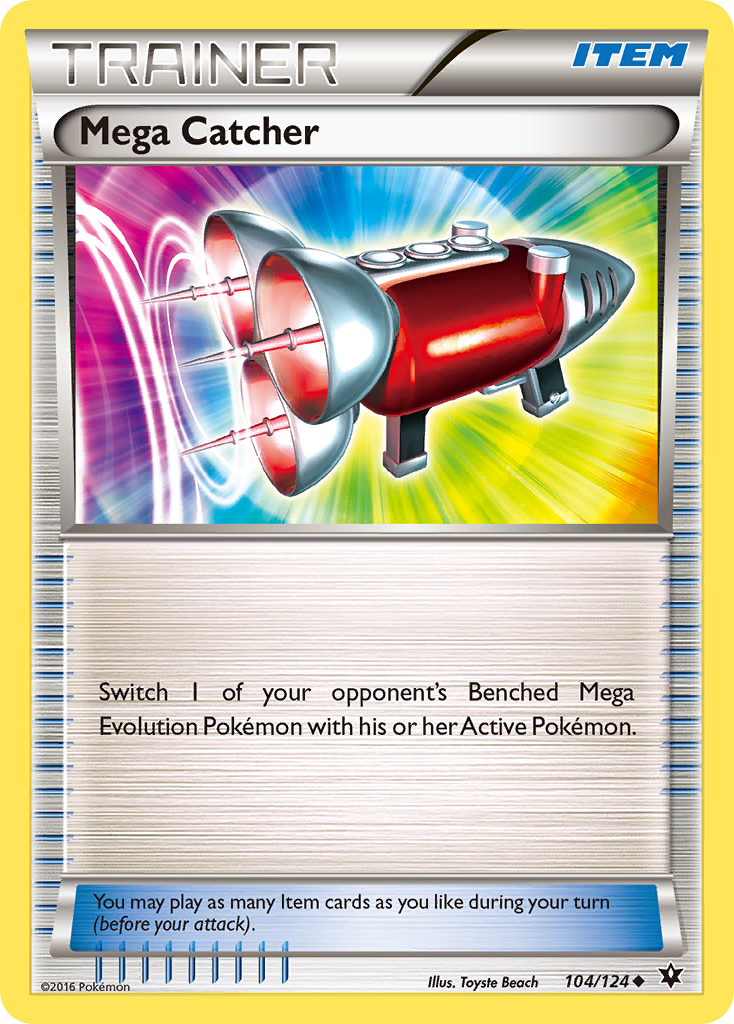 TRAINER
ITEM
Mega Catcher
Switch 1 of your opponent's Benched Mega
Evolution Pokémon with his or her Active Pokémon.
You may play as many Item cards as you like during your turn
(before your attack).
©2016 Pokémon
Illus. Toyste Beach
104/124